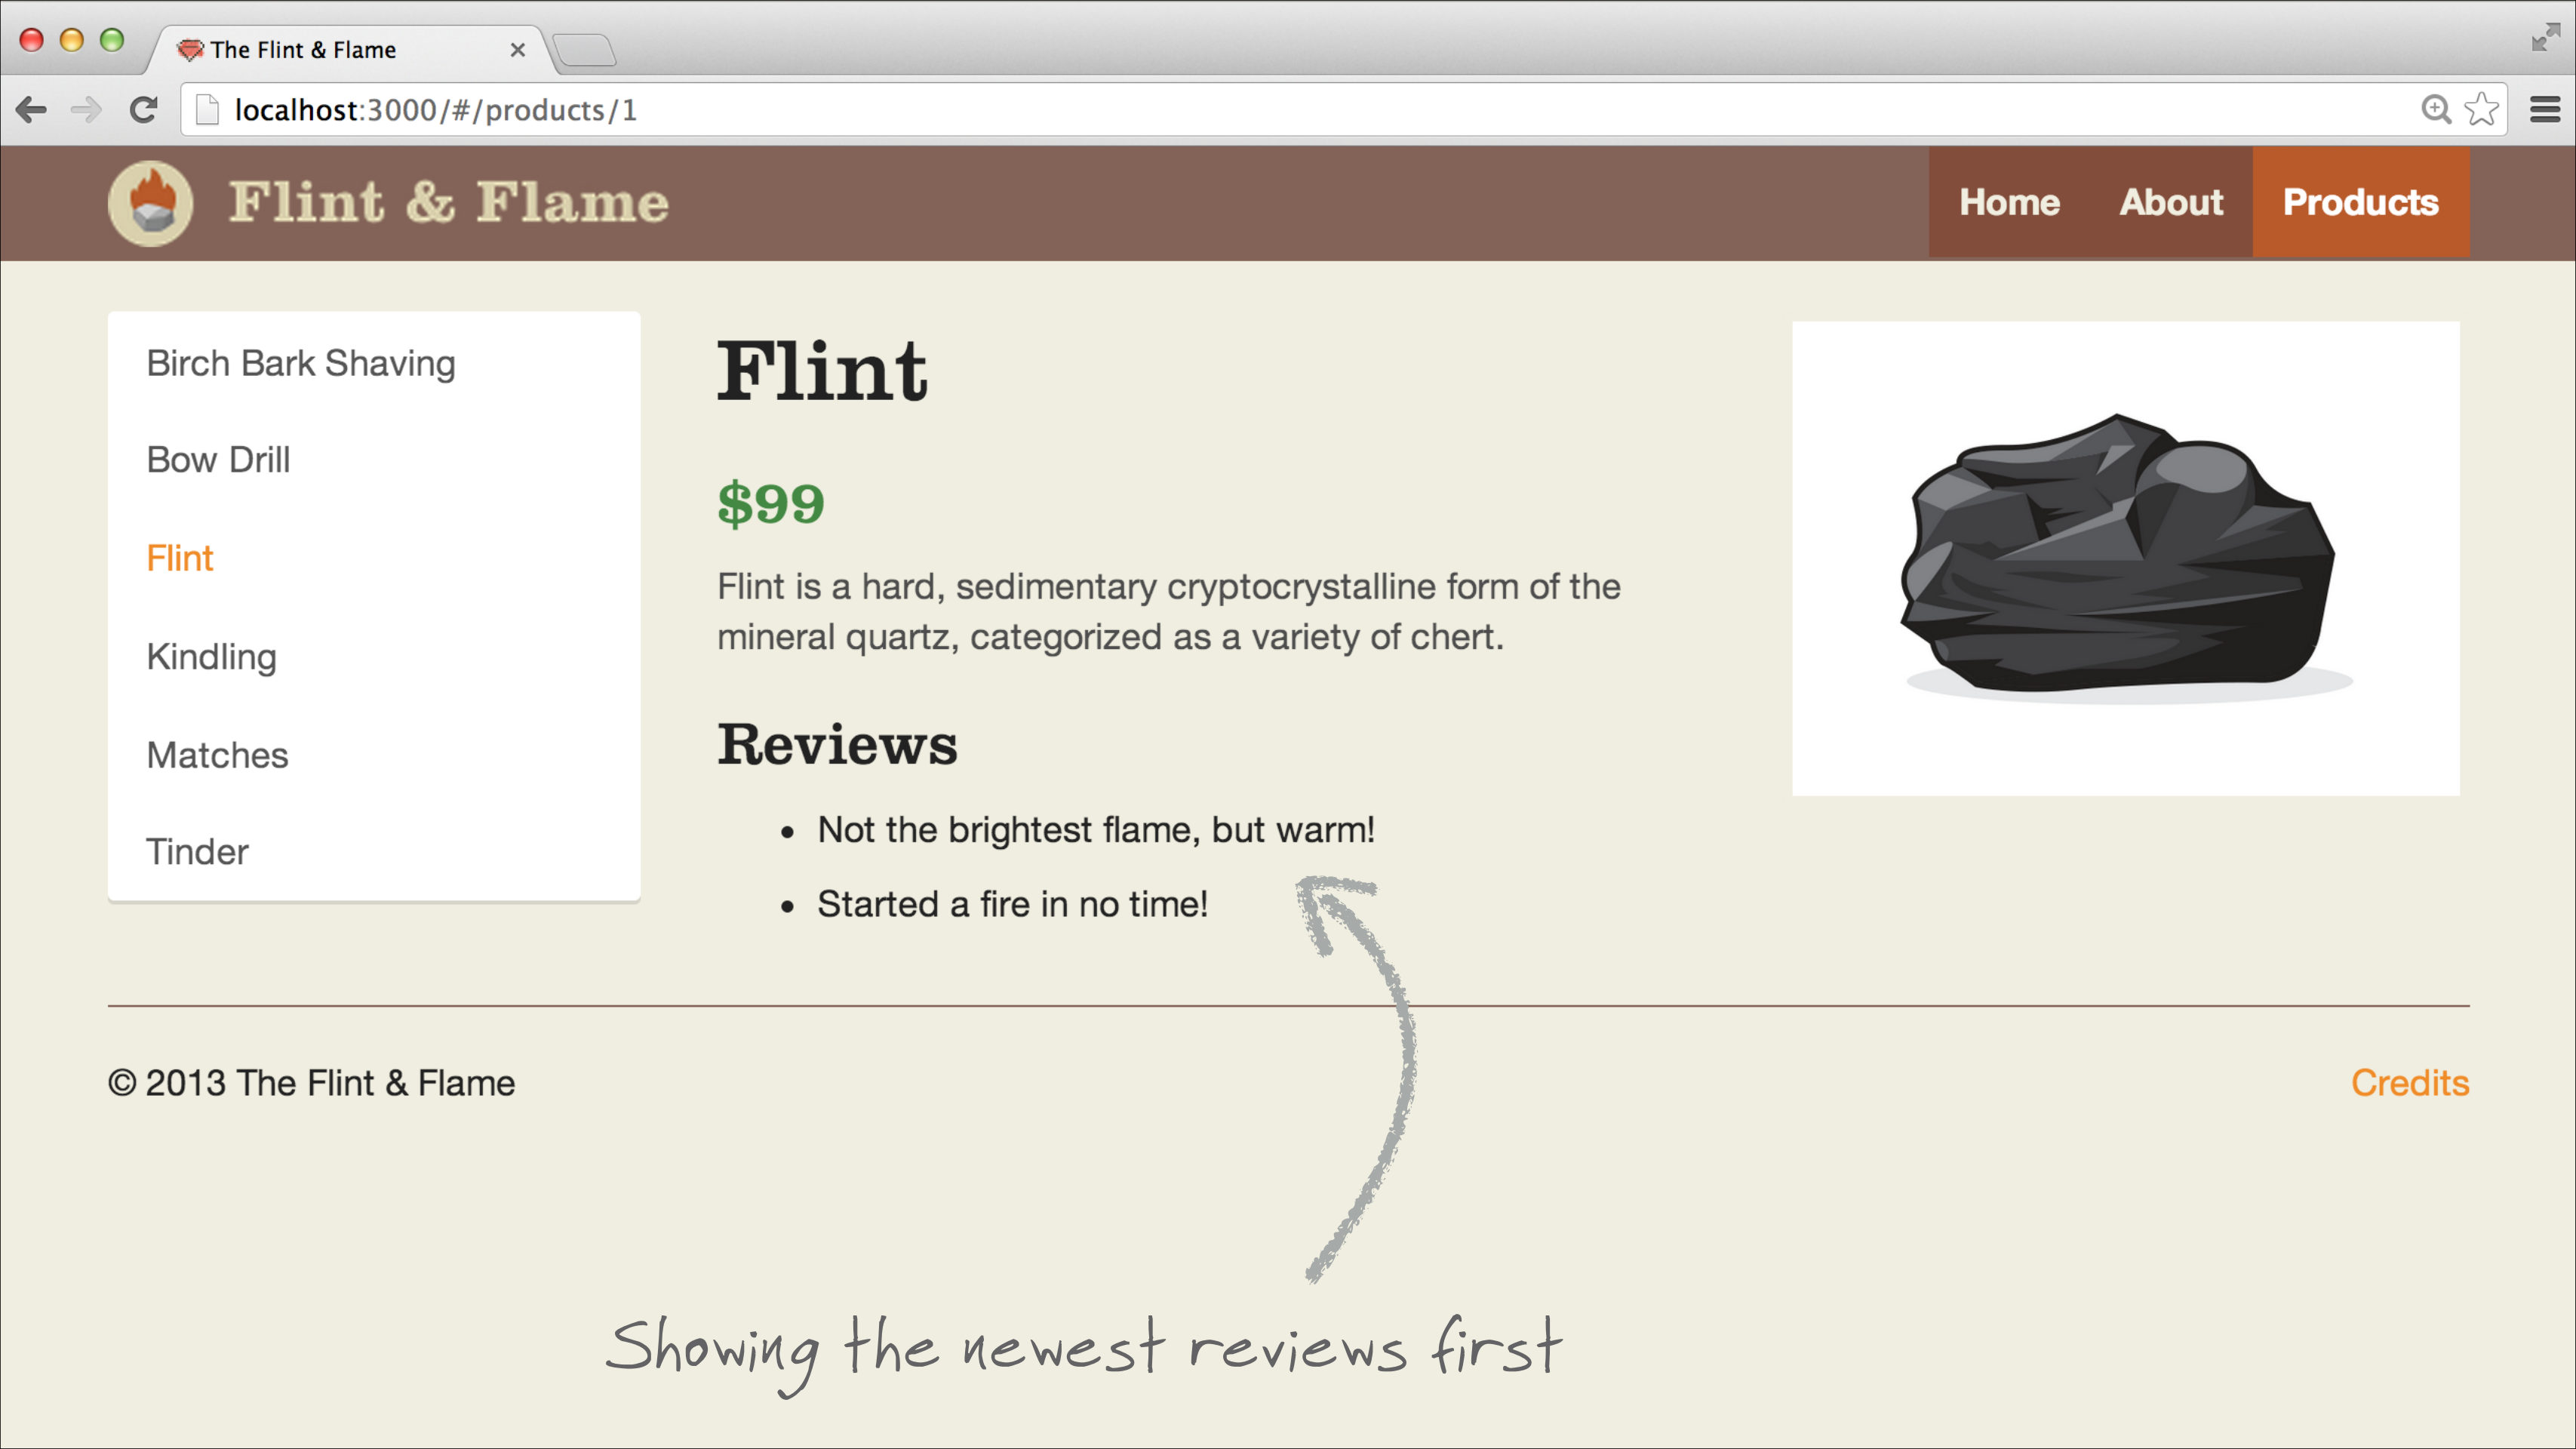 The Flint & Flame
localhost:3000/#/products/1
Flint & Flame
Home About Products
Birch Bark Shaving
Bow Drill
Flint
Kindling
Matches
Tinder
Flint
$99
Flint is a hard, sedimentary cryptocrystalline form of the
mineral quartz, categorized as a variety of chert.
Reviews
• Not the brightest flame, but warm!
• Started a fire in no time!
© 2013 The Flint & Flame
Credits
Showing the newest reviews first